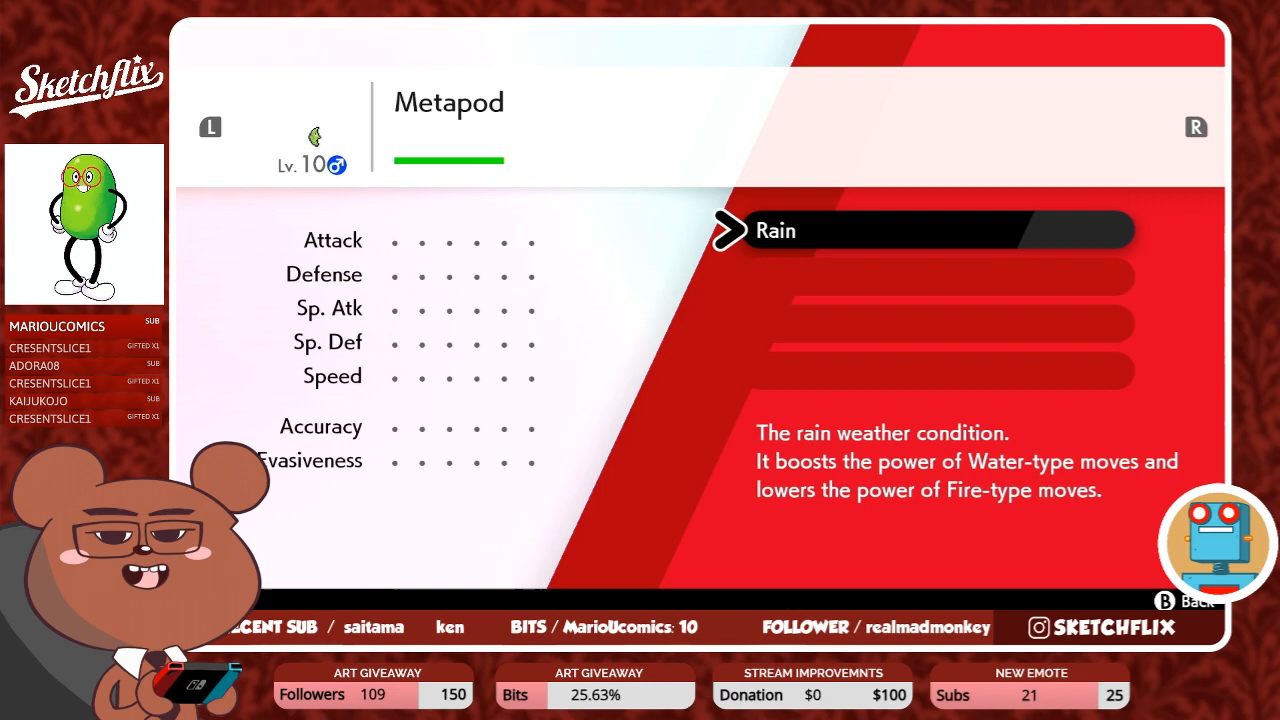 Sketchflix
L
Metapod
Lv. 10
R
Attack
Defense
Sp. Atk
Sp. Def
Speed
Accuracy
Evasiveness
Rain
The rain weather condition.
It boosts the power of Water-type moves and
lowers the power of Fire-type moves.
B Back
MARIOUCOMICS SUB
CRESENTSLICE1 GIFTED X1
ADORA08 SUB
CRESENTSLICE1 GIFTED X1
KAIJUKOJO SUB
CRESENTSLICE1 GIFTED X1
ECENT SUB / saitama ken BITS / MarioUcomics: 10 FOLLOWER / realmadmonkey SKETCHFLIX
ART GIVEAWAY
Followers 109 150
ART GIVEAWAY
Bits 25.63%
STREAM IMPROVEMNTS
Donation $0 $100
NEW EMOTE
Subs 21 25